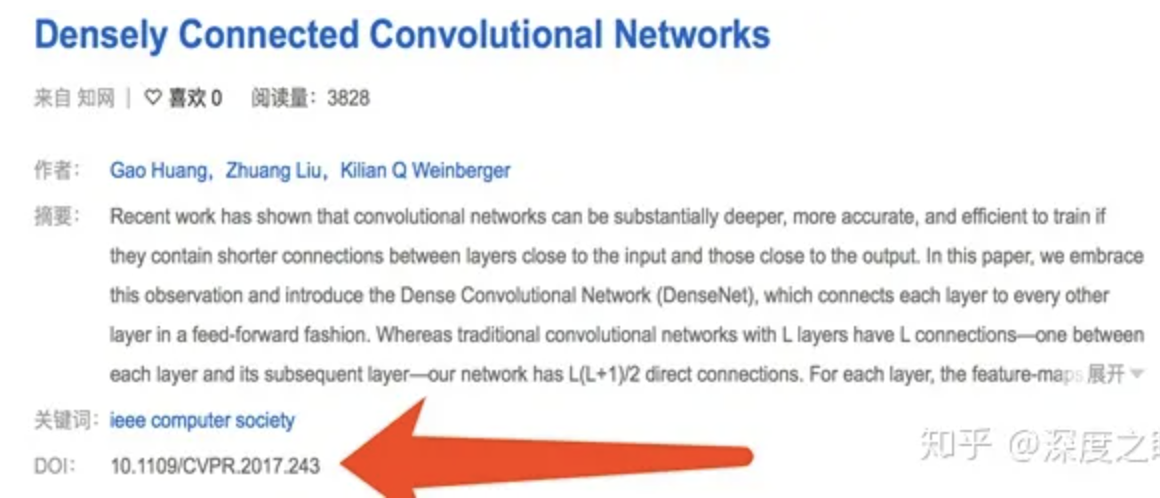 Densely Connected Convolutional Networks
来自 知网 | ♡ 喜欢 0 阅读量：3828
作者： Gao Huang，Zhuang Liu，Kilian Q Weinberger
摘要： Recent work has shown that convolutional networks can be substantially deeper, more accurate, and efficient to train if
they contain shorter connections between layers close to the input and those close to the output. In this paper, we embrace
this observation and introduce the Dense Convolutional Network (DenseNet), which connects each layer to every other
layer in a feed-forward fashion. Whereas traditional convolutional networks with L layers have L connections—one between
each layer and its subsequent layer—our network has L(L+1)/2 direct connections. For each layer, the feature-maps 展开
关键词： ieee computer society
DOI： 10.1109/CVPR.2017.243
知乎 @深度之